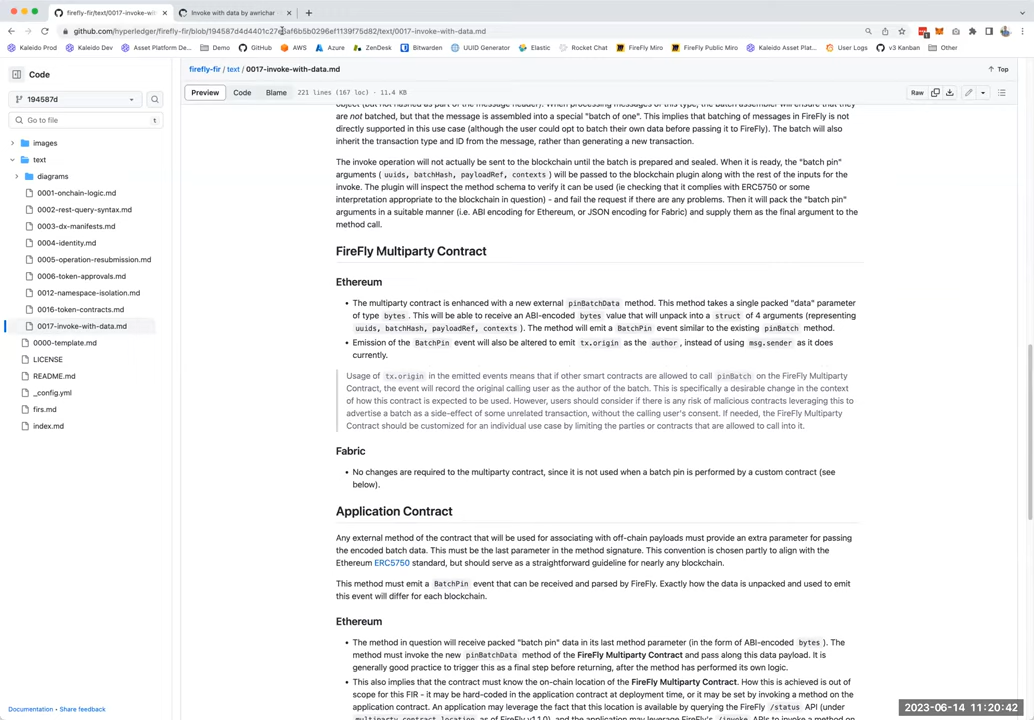 firefly-fir/text/0017-invoke-wit
Invoke with data by awrichar
github.com/hyperledger/firefly-fir/blob/194587d4d4401c27e6af6b5b0296ef1139f75d82/text/0017-invoke-with-data.md
Kaleido Prod
Kaleido Dev
Asset Platform De...
Demo
GitHub
AWS
Azure
ZenDesk
Bitwarden
UUID Generator
Elastic
Rocket Chat
FireFly Miro
FireFly Public Miro
Kaleido Asset Plat...
User Logs
v3 Kanban
Other
Code
firefly-fir / text / 0017-invoke-with-data.md
Top
194587d
Preview
Code
Blame
221 lines (167 loc) · 11.4 KB
Raw
Go to file
t
images
text
diagrams
0001-onchain-logic.md
0002-rest-query-syntax.md
0003-dx-manifests.md
0004-identity.md
0005-operation-resubmission.md
0006-token-approvals.md
0012-namespace-isolation.md
0016-token-contracts.md
0017-invoke-with-data.md
0000-template.md
LICENSE
README.md
_config.yml
firs.md
index.md
Documentation • Share feedback
object (but not hashed as part of the message header). When processing messages of this type, the batch assembler will ensure that they
are not batched, but that the message is assembled into a special "batch of one". This implies that batching of messages in FireFly is not
directly supported in this use case (although the user could opt to batch their own data before passing it to FireFly). The batch will also
inherit the transaction type and ID from the message, rather than generating a new transaction.
The invoke operation will not actually be sent to the blockchain until the batch is prepared and sealed. When it is ready, the "batch pin"
arguments ( uuids, batchHash, payloadRef, contexts ) will be passed to the blockchain plugin along with the rest of the inputs for the
invoke. The plugin will inspect the method schema to verify it can be used (ie checking that it complies with ERC5750 or some
interpretation appropriate to the blockchain in question) - and fail the request if there are any problems. Then it will pack the "batch pin"
arguments in a suitable manner (i.e. ABI encoding for Ethereum, or JSON encoding for Fabric) and supply them as the final argument to the
method call.
FireFly Multiparty Contract
Ethereum
• The multiparty contract is enhanced with a new external pinBatchData method. This method takes a single packed "data" parameter
of type bytes. This will be able to receive an ABI-encoded bytes value that will unpack into a struct of 4 arguments (representing
uuids, batchHash, payloadRef, contexts ). The method will emit a BatchPin event similar to the existing pinBatch method.
• Emission of the BatchPin event will also be altered to emit tx.origin as the author, instead of using msg.sender as it does
currently.
Usage of tx.origin in the emitted events means that if other smart contracts are allowed to call pinBatch on the FireFly Multiparty
Contract, the event will record the original calling user as the author of the batch. This is specifically a desirable change in the context
of how this contract is expected to be used. However, users should consider if there is any risk of malicious contracts leveraging this to
advertise a batch as a side-effect of some unrelated transaction, without the calling user's consent. If needed, the FireFly Multiparty
Contract should be customized for an individual use case by limiting the parties or contracts that are allowed to call into it.
Fabric
• No changes are required to the multiparty contract, since it is not used when a batch pin is performed by a custom contract (see
below).
Application Contract
Any external method of the contract that will be used for associating with off-chain payloads must provide an extra parameter for passing
the encoded batch data. This must be the last parameter in the method signature. This convention is chosen partly to align with the
Ethereum ERC5750 standard, but should serve as a straightforward guideline for nearly any blockchain.
This method must emit a BatchPin event that can be received and parsed by FireFly. Exactly how the data is unpacked and used to emit
this event will differ for each blockchain.
Ethereum
• The method in question will receive packed "batch pin" data in its last method parameter (in the form of ABI-encoded bytes). The
method must invoke the new pinBatchData method of the FireFly Multiparty Contract and pass along this data payload. It is
generally good practice to trigger this as a final step before returning, after the method has performed its own logic.
• This also implies that the contract must know the on-chain location of the FireFly Multiparty Contract. How this is achieved is out of
scope for this FIR - it may be hard-coded in the application contract at deployment time, or it may be set by invoking a method on the
application contract. An application may leverage the fact that this location is available by querying the FireFly /status API (under
2023-06-14 11:20:42